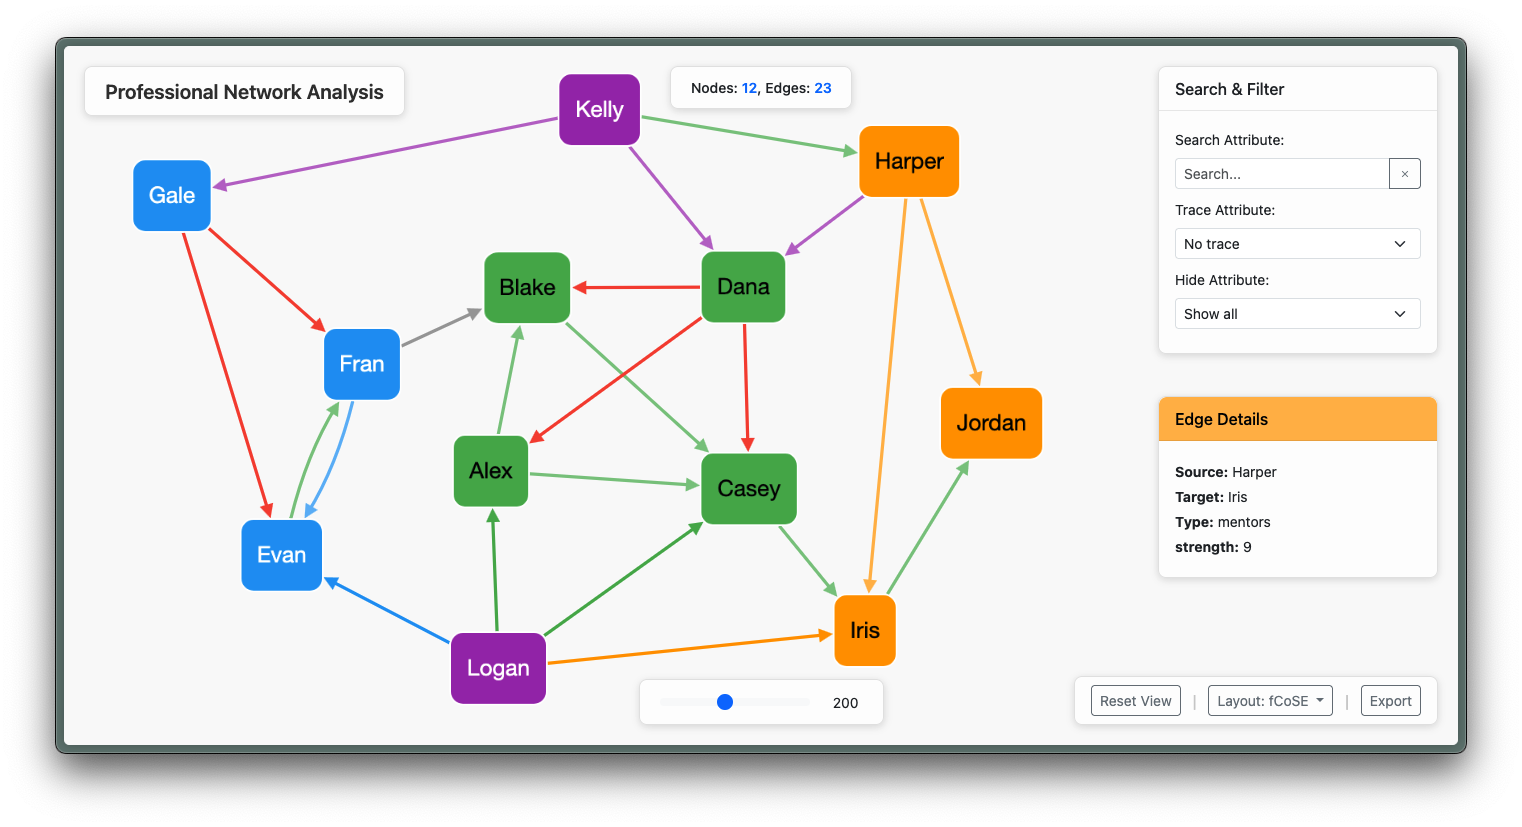 Professional Network Analysis
Nodes: 12, Edges: 23
Kelly
Harper
Gale
Blake
Dana
Fran
Jordan
Alex
Casey
Evan
Iris
Logan
200
Search & Filter
Search Attribute:
Search... ×
Trace Attribute:
No trace
Hide Attribute:
Show all
Edge Details
Source: Harper
Target: Iris
Type: mentors
strength: 9
Reset View | Layout: fCoSE | Export